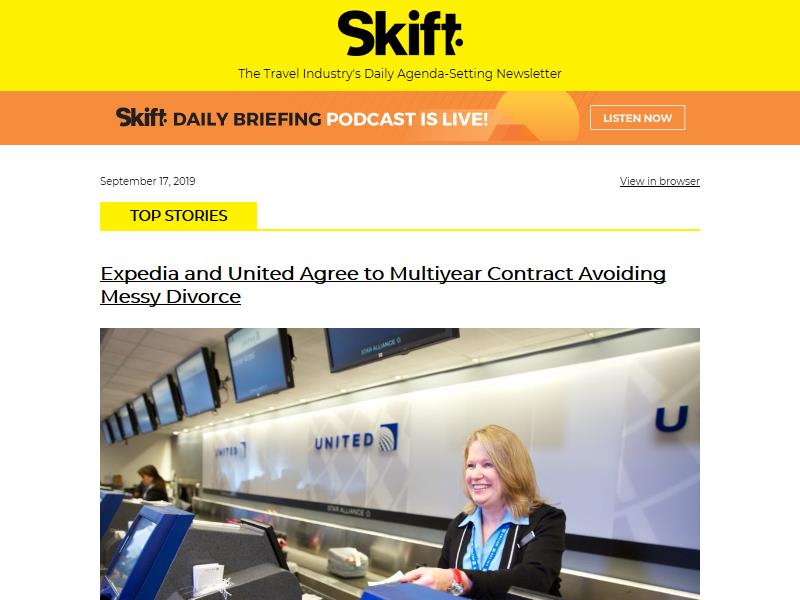 Skift
The Travel Industry's Daily Agenda-Setting Newsletter
Skift DAILY BRIEFING PODCAST IS LIVE!
LISTEN NOW
September 17, 2019
View in browser
TOP STORIES
Expedia and United Agree to Multiyear Contract Avoiding
Messy Divorce
STAR ALLIANCE
UNITED
UNITED
U
STAR ALLIANCE